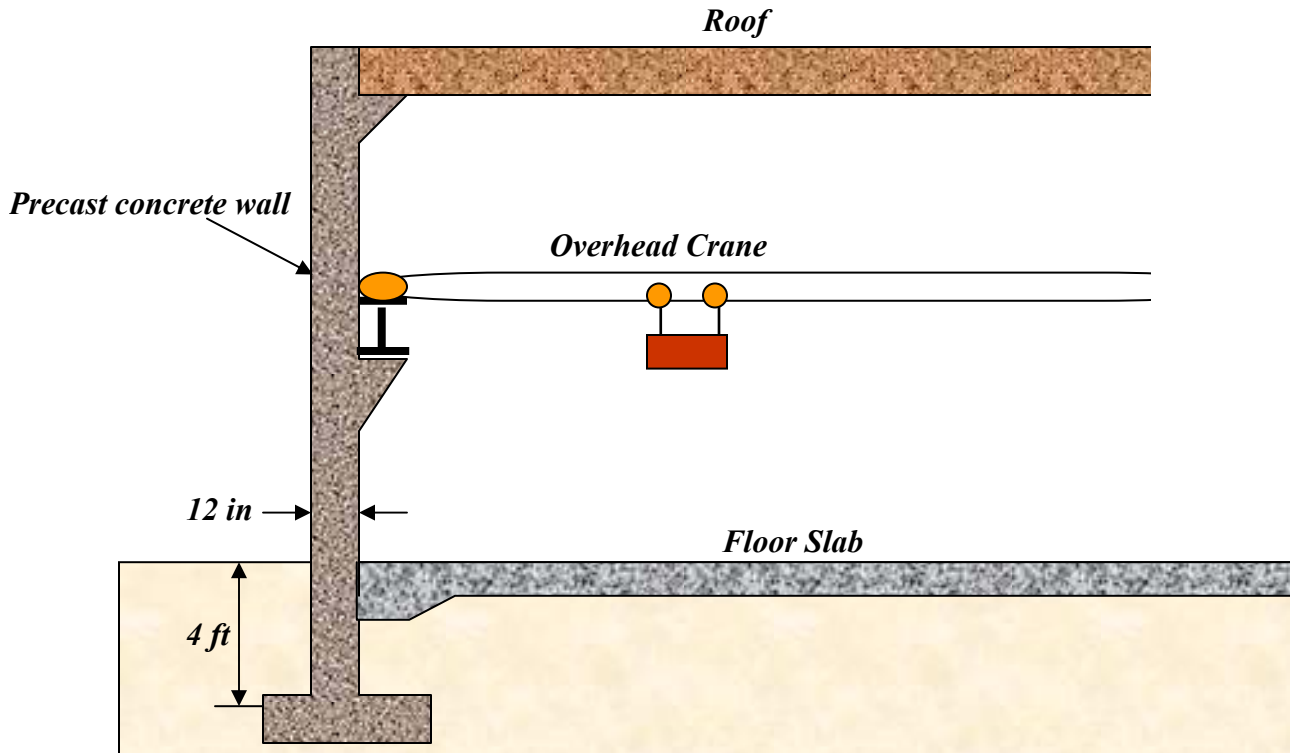 Roof
Precast concrete wall
Overhead Crane
12 in
Floor Slab
4 ft